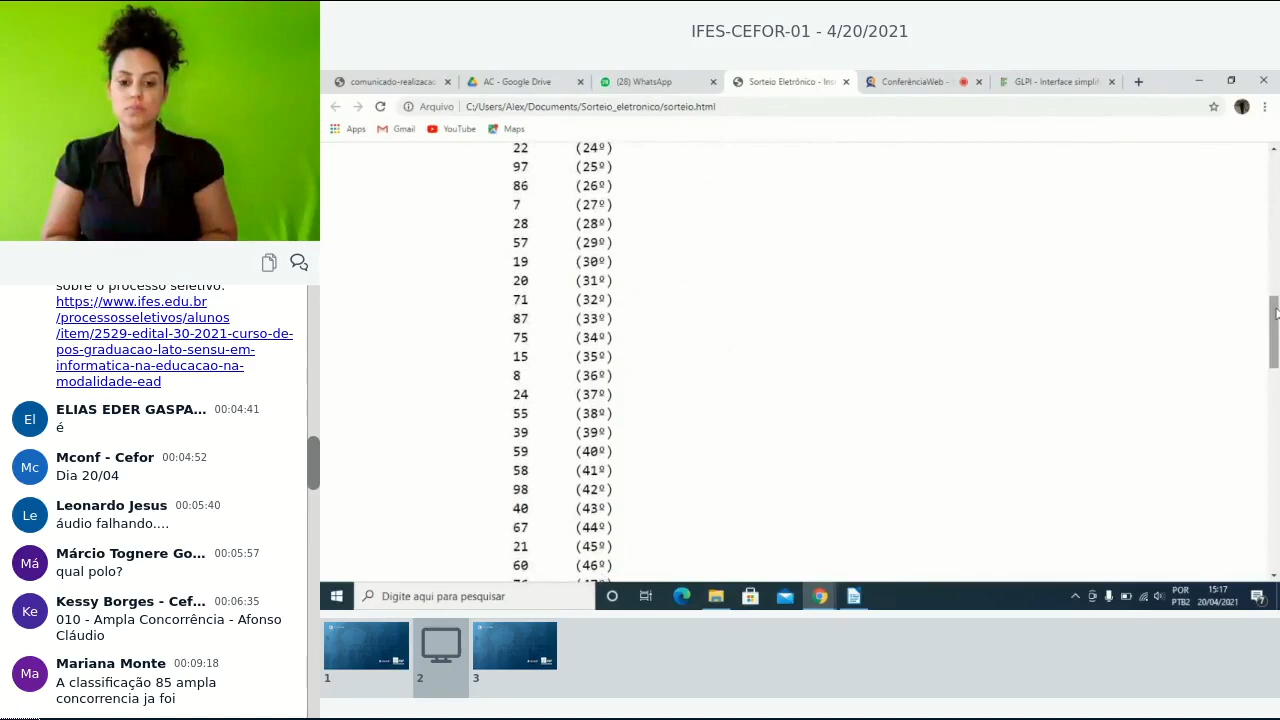 IFES-CEFOR-01 - 4/20/2021
comunicado-realizaca
AC - Google Drive
(28) WhatsApp
Sorteio Eletrônico - Ins
ConferênciaWeb -
GLPI - Interface simplif
Arquivo
C:/Users/Alex/Documents/Sorteio_eletronico/sorteio.html
Apps
Gmail
YouTube
Maps
22 (24º)
97 (25º)
86 (26º)
7 (27º)
28 (28º)
57 (29º)
19 (30º)
20 (31º)
71 (32º)
87 (33º)
75 (34º)
15 (35º)
8 (36º)
24 (37º)
55 (38º)
39 (39º)
59 (40º)
58 (41º)
98 (42º)
40 (43º)
67 (44º)
21 (45º)
60 (46º)
sobre o processo seletivo:
https://www.ifes.edu.br
/processosseletivos/alunos
/item/2529-edital-30-2021-curso-de-
pos-graduacao-lato-sensu-em-
informatica-na-educacao-na-
modalidade-ead
El
ELIAS EDER GASPA... 00:04:41
é
Mc
Mconf - Cefor 00:04:52
Dia 20/04
Le
Leonardo Jesus 00:05:40
áudio falhando....
Má
Márcio Tognere Go... 00:05:57
qual polo?
Ke
Kessy Borges - Cef... 00:06:35
010 - Ampla Concorrência - Afonso
Cláudio
Ma
Mariana Monte 00:09:18
A classificação 85 ampla
concorrencia ja foi
Digite aqui para pesquisar
POR
PTB2
15:17
20/04/2021
7
1
2
3